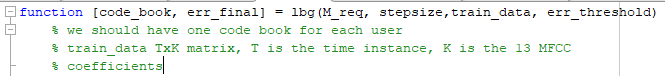 function [code_book, err_final] = lbg(M_req, stepsize,train_data, err_threshold)
% we should have one code book for each user
% train_data TxK matrix, T is the time instance, K is the 13 MFCC
% coefficients